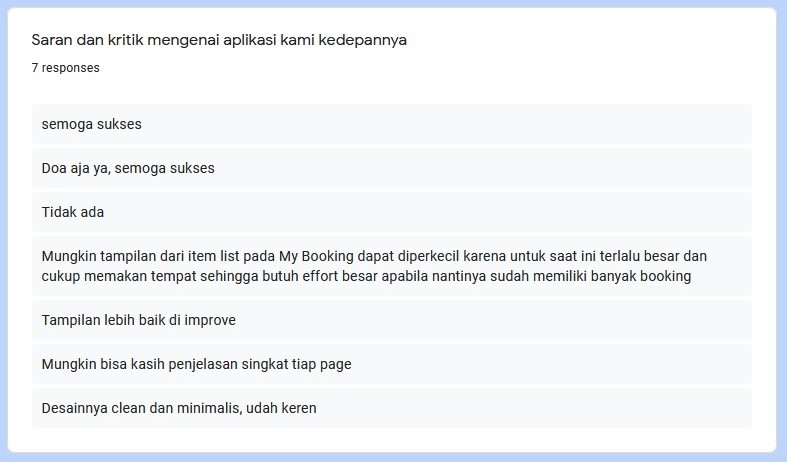 Saran dan kritik mengenai aplikasi kami kedepannya
7 responses
semoga sukses
Doa aja ya, semoga sukses
Tidak ada
Mungkin tampilan dari item list pada My Booking dapat diperkecil karena untuk saat ini terlalu besar dan
cukup memakan tempat sehingga butuh effort besar apabila nantinya sudah memiliki banyak booking
Tampilan lebih baik di improve
Mungkin bisa kasih penjelasan singkat tiap page
Desainnya clean dan minimalis, udah keren